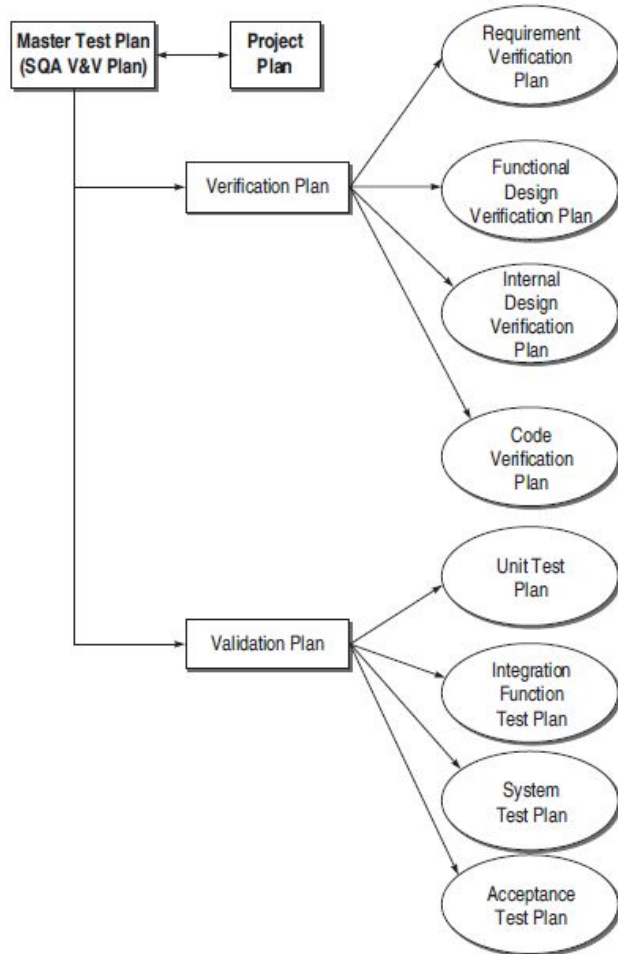 Master Test Plan
(SQA V&V Plan)
Project
Plan
Requirement
Verification
Plan
Verification Plan
Functional
Design
Verification Plan
Internal
Design
Verification
Plan
Code
Verification
Plan
Unit Test
Plan
Validation Plan
Integration
Function
Test Plan
System
Test Plan
Acceptance
Test Plan